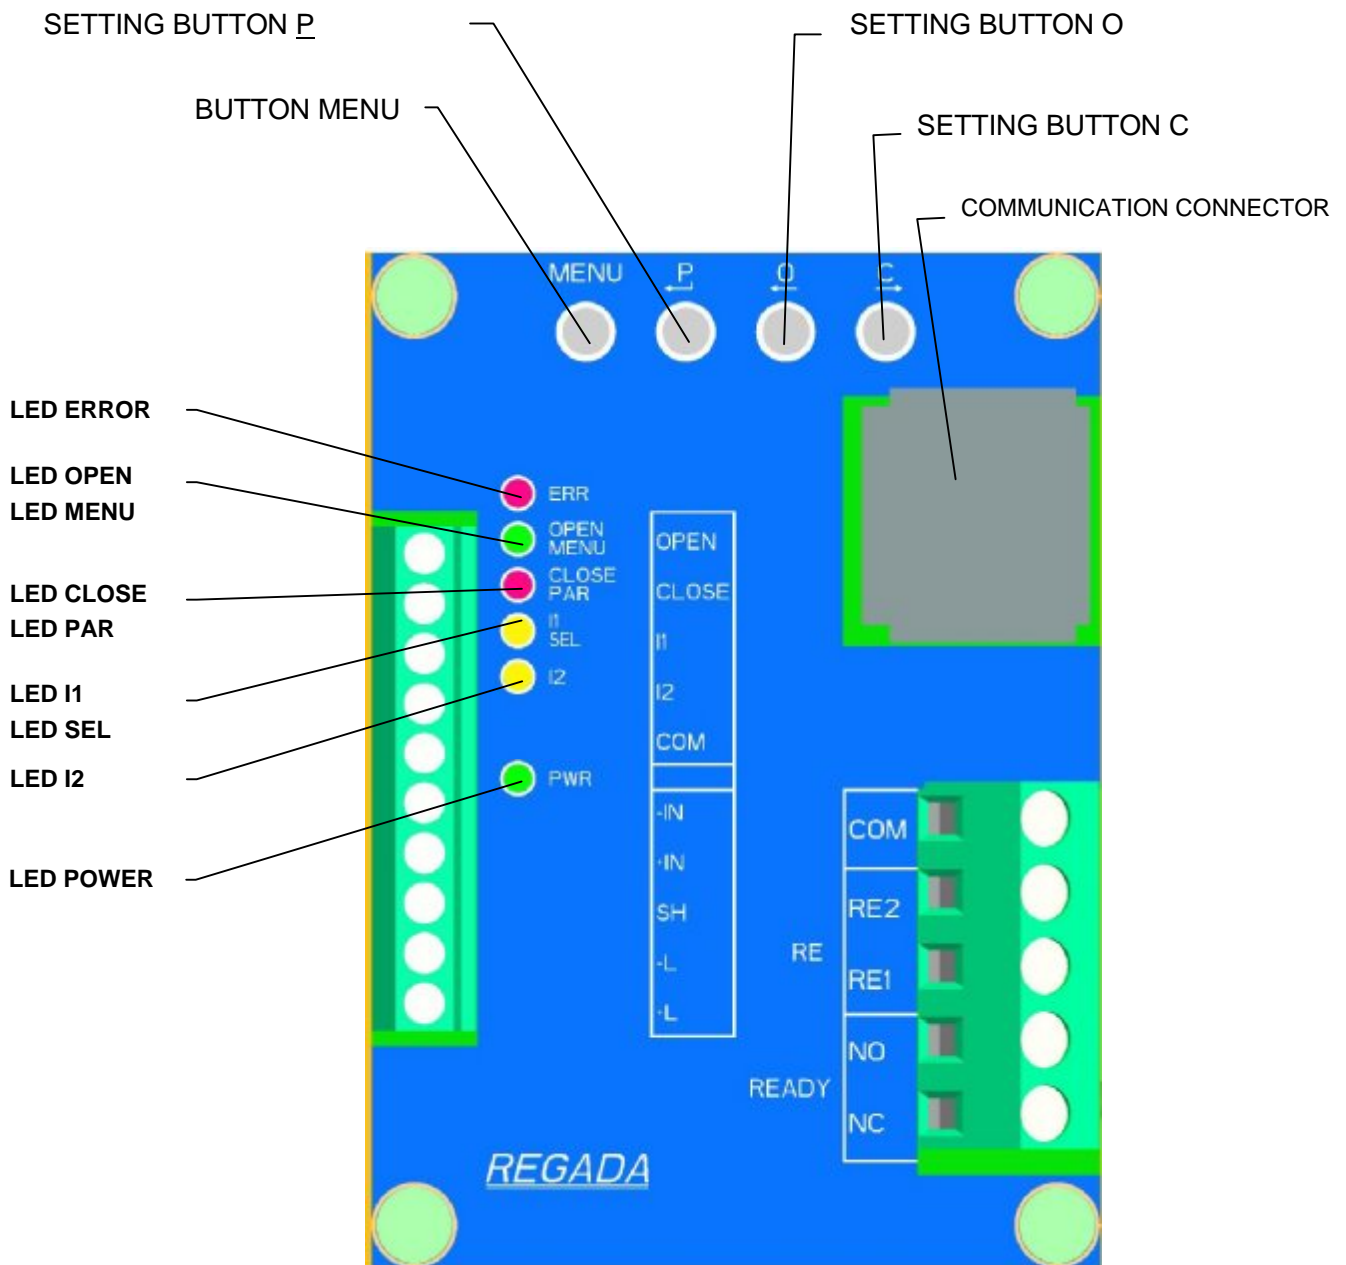 SETTING BUTTON P
SETTING BUTTON O
BUTTON MENU
SETTING BUTTON C
COMMUNICATION CONNECTOR
MENU P O C
LED ERROR
LED OPEN
LED MENU
LED CLOSE
LED PAR
LED I1
LED SEL
LED I2
LED POWER
ERR
OPEN
MENU
CLOSE
PAR
I1
SEL
I2
PWR
OPEN
CLOSE
I1
I2
COM
-IN
+IN
SH
-L
+L
COM
RE2
RE
RE1
NO
READY
NC
REGADA